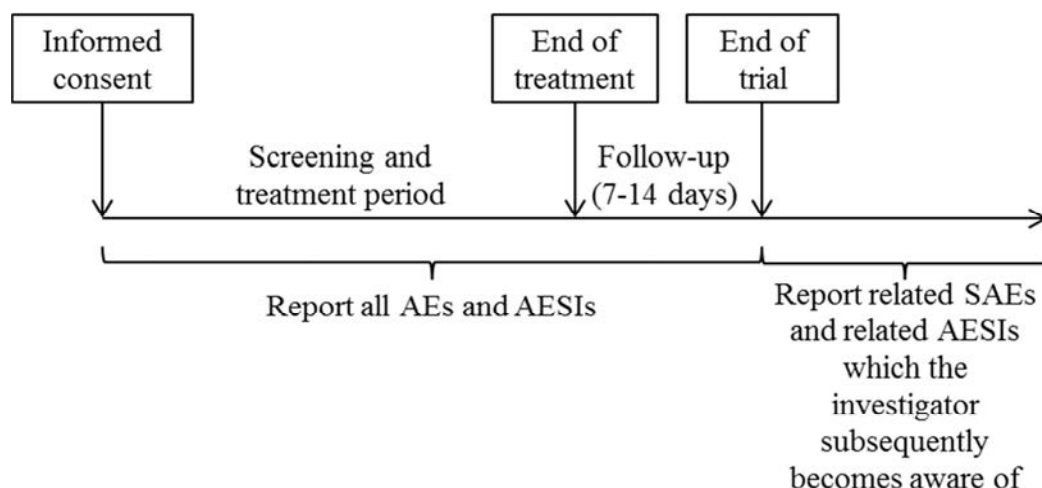 Informed
consent
End of
treatment
End of
trial
Screening and
treatment period
Follow-up
(7-14 days)
Report all AEs and AESIs
Report related SAEs
and related AESIs
which the
investigator
subsequently
becomes aware of